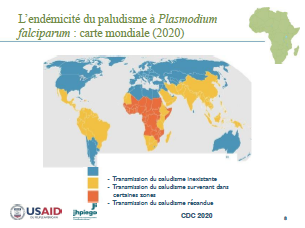 L'endémicité du paludisme à Plasmodium
falciparum : carte mondiale (2020)
- Transmission du paludisme inexistante
- Transmission du paludisme survenant dans
certaines zones
- Transmission du paludisme répandue
USAID
jhpiego
CDC 2020
6